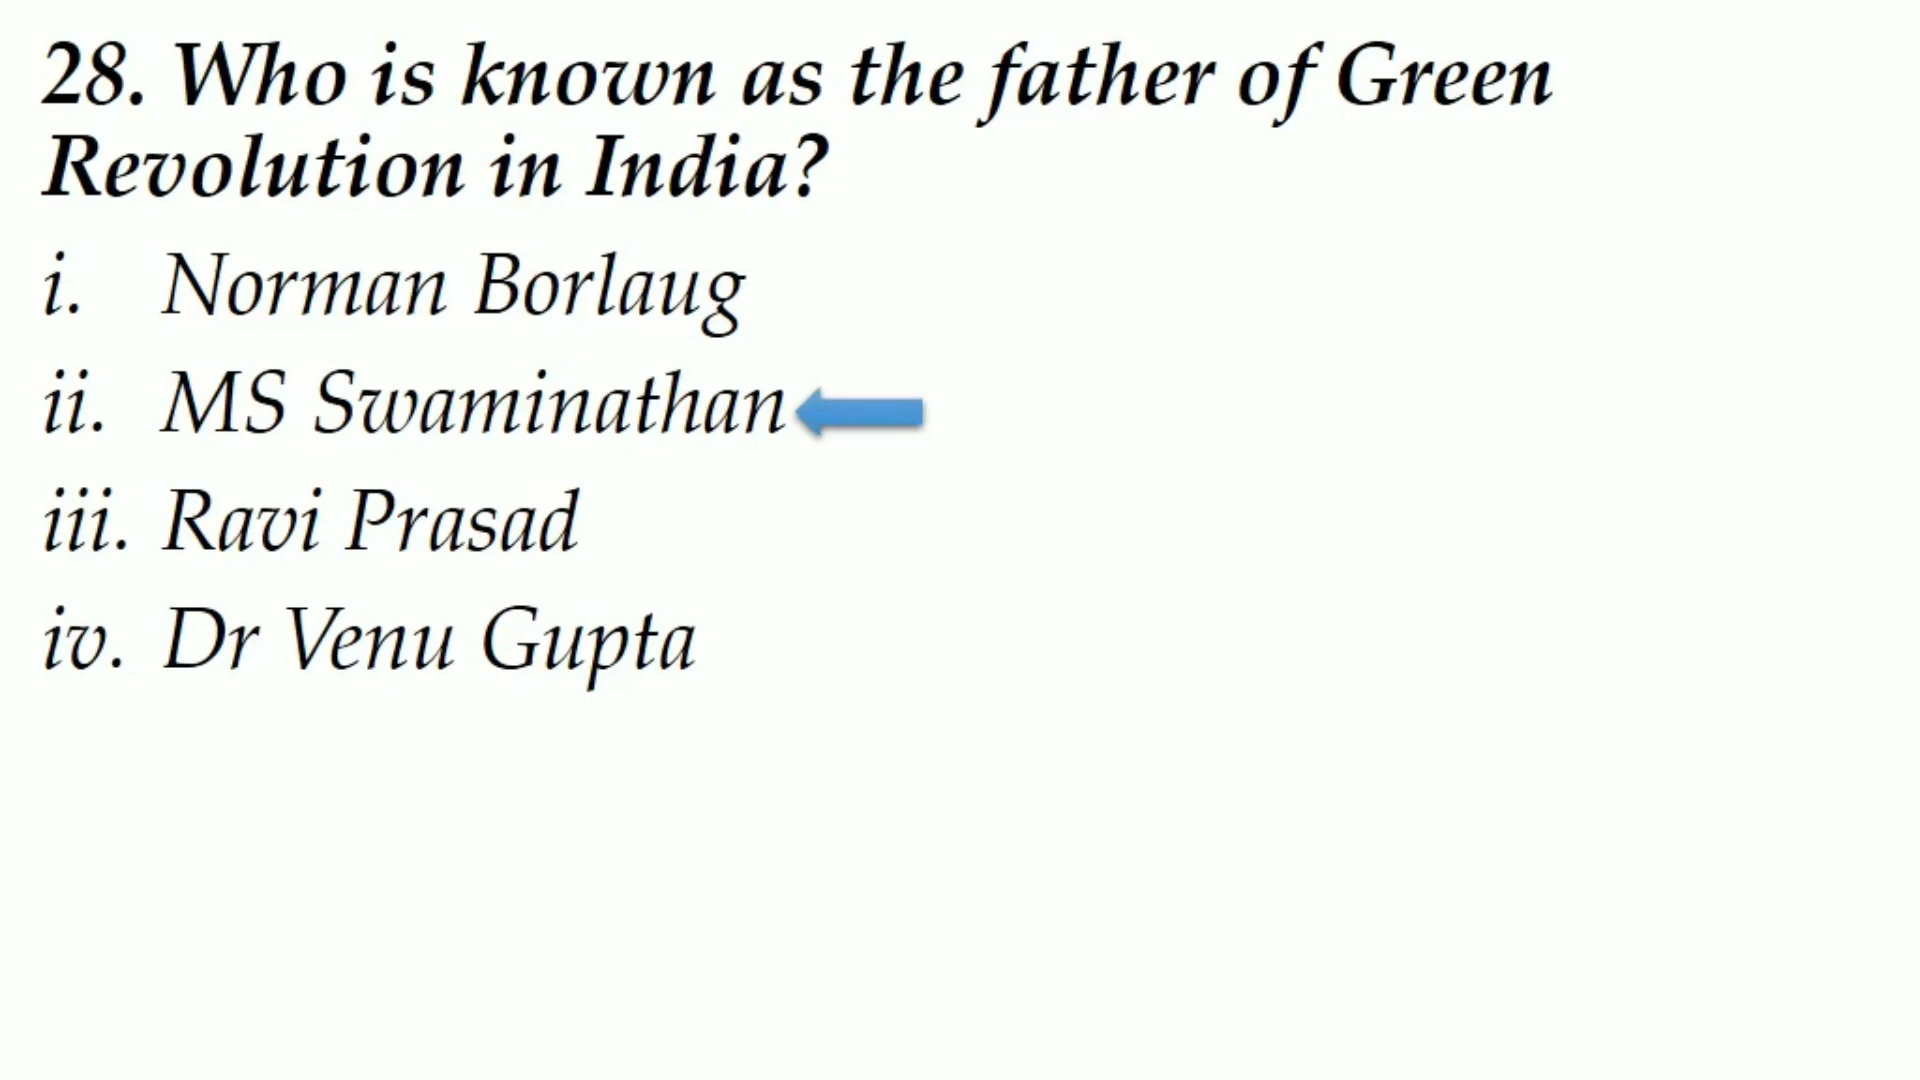 28. Who is known as the father of Green
Revolution in India?
i. Norman Borlaug
ii. MS Swaminathan
iii. Ravi Prasad
iv. Dr Venu Gupta